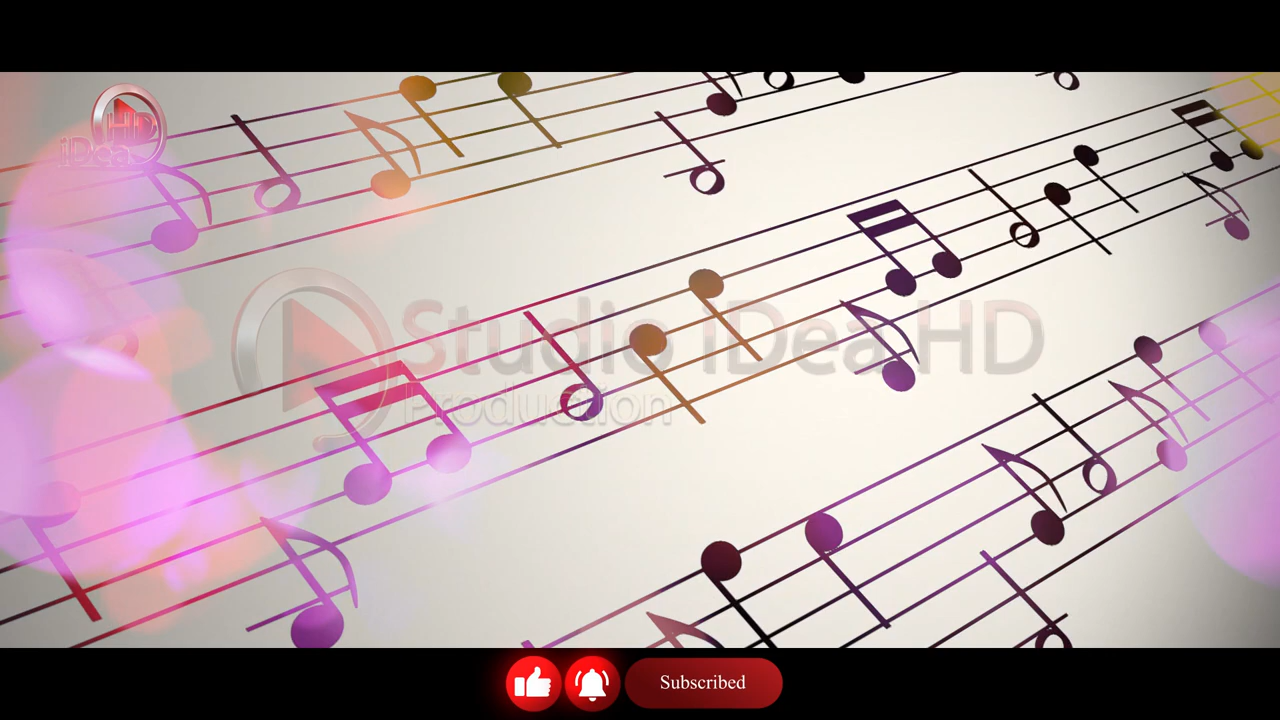 HD
iDea
Studio iDea HD
Production
Subscribed